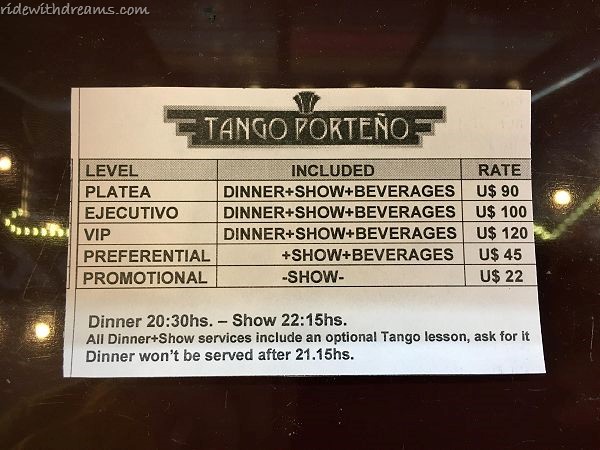 ridewithdreams.com
TANGO PORTEÑO
LEVEL INCLUDED RATE
PLATEA DINNER+SHOW+BEVERAGES U$ 90
EJECUTIVO DINNER+SHOW+BEVERAGES U$ 100
VIP DINNER+SHOW+BEVERAGES U$ 120
PREFERENTIAL +SHOW+BEVERAGES U$ 45
PROMOTIONAL -SHOW- U$ 22
Dinner 20:30hs. – Show 22:15hs.
All Dinner+Show services include an optional Tango lesson, ask for it
Dinner won't be served after 21.15hs.